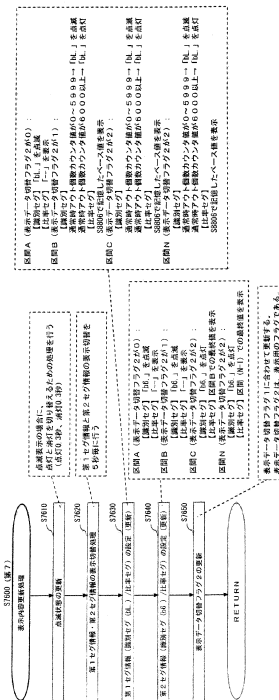 S7600(第7)
表示内容更新処理
S7610
点滅状態の更新
S7620
第1セグ情報・第2セグ情報の表示切替処理
S7630
第1セグ情報(識別セグ(bL.)/比率セグ)の設定(更新)
S7640
第2セグ情報(識別セグ(b6.)/比率セグ)の設定(更新)
S7650
表示データ切替フラグ2の更新
RETURN
点滅表示の場合に、
点灯と消灯を切り替えるための処理を行う
(点灯0.3秒、消灯0.3秒)
第1セグ情報と第2セグ情報の表示切替を
5秒毎に行う
区間A(表示データ切替フラグ2が0):
【識別セグ】「bL.」を点滅
【比率セグ】「--」を表示
区間B(表示データ切替フラグ2が1):
【識別セグ】
通常時アウト個数カウンタ値が0~5999→「bL.」を点滅
通常時アウト個数カウンタ値が6000以上→「bL.」を点灯
【比率セグ】
S8806で記憶したベース値を表示
区間C(表示データ切替フラグ2が2):
【識別セグ】
通常時アウト個数カウンタ値が0~5999→「bL.」を点滅
通常時アウト個数カウンタ値が6000以上→「bL.」を点灯
【比率セグ】
S8806で記憶したベース値を表示
区間N(表示データ切替フラグ2が2):
【識別セグ】
通常時アウト個数カウンタ値が0~5999→「bL.」を点滅
通常時アウト個数カウンタ値が6000以上→「bL.」を点灯
【比率セグ】
S8806で記憶したベース値を表示
区間A(表示データ切替フラグ2が0):
【識別セグ】「b6.」を点滅
【比率セグ】「--」を表示
区間B(表示データ切替フラグ2が1):
【識別セグ】「b6.」を点滅
【比率セグ】「--」を表示
区間C(表示データ切替フラグ2が2):
【識別セグ】「b6.」を点灯
【比率セグ】区間Bでの最終値を表示
区間N(表示データ切替フラグ2が2):
【識別セグ】「b6.」を点灯
【比率セグ】区間(N-1)での最終値を表示
表示データ切替フラグ1に合わせて更新する。
表示データ切替フラグ2は、表示用のフラグである。